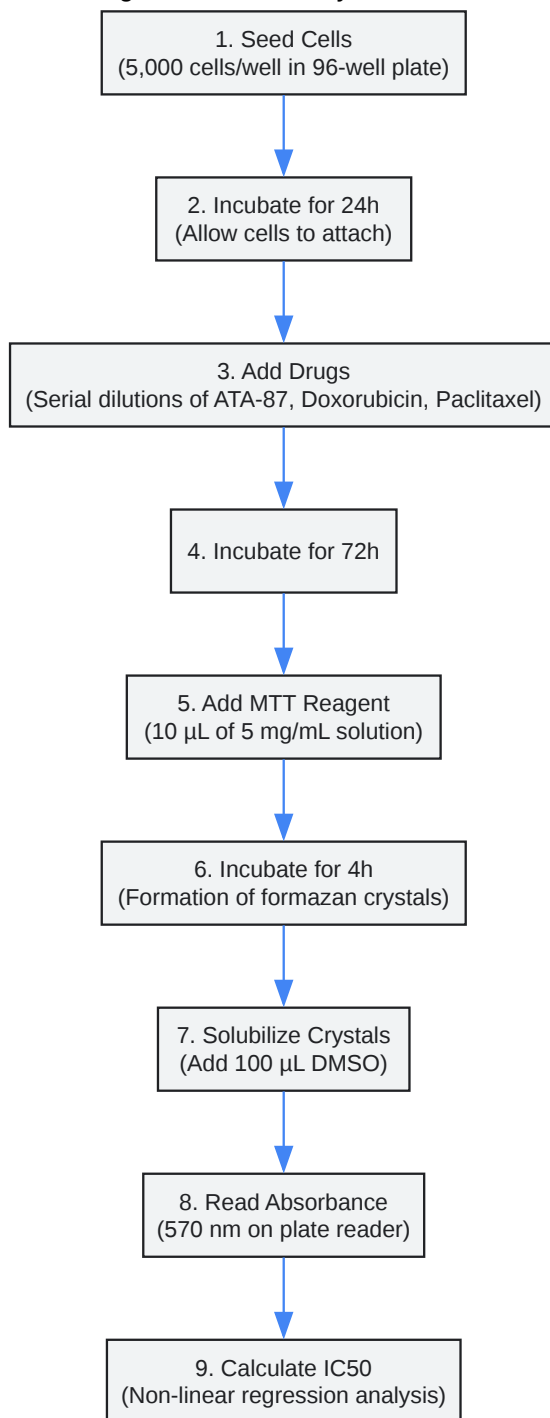 1. Seed Cells
(5,000 cells/well in 96-well plate)
2. Incubate for 24h
(Allow cells to attach)
3. Add Drugs
(Serial dilutions of ATA-87, Doxorubicin, Paclitaxel)
4. Incubate for 72h
5. Add MTT Reagent
(10 µL of 5 mg/mL solution)
6. Incubate for 4h
(Formation of formazan crystals)
7. Solubilize Crystals
(Add 100 µL DMSO)
8. Read Absorbance
(570 nm on plate reader)
9. Calculate IC50
(Non-linear regression analysis)